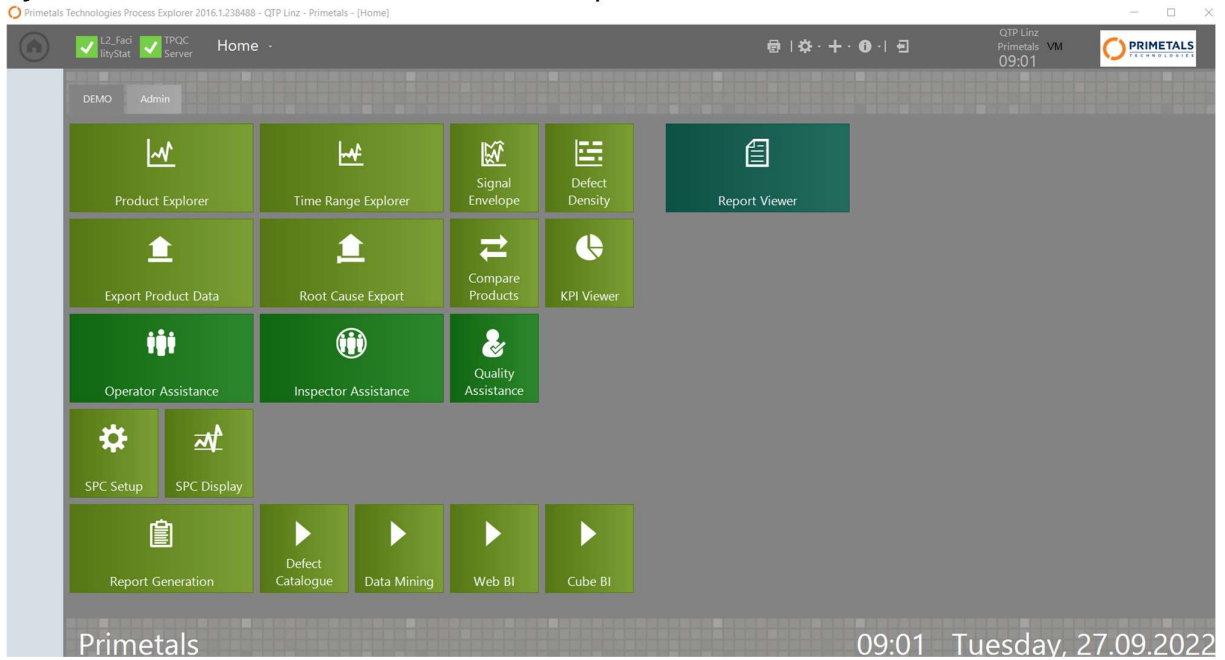 Primetals Technologies Process Explorer 2016.1.238488 - QTP Linz - Primetals - [Home]
L2_Faci
lityStat
TPQC
Server
Home
QTP Linz
Primetals VM
09:01
PRIMETALS
TECHNOLOGIES
DEMO Admin
Product Explorer
Time Range Explorer
Signal
Envelope
Defect
Density
Report Viewer
Export Product Data
Root Cause Export
Compare
Products
KPI Viewer
Operator Assistance
Inspector Assistance
Quality
Assistance
SPC Setup
SPC Display
Report Generation
Defect
Catalogue
Data Mining
Web BI
Cube BI
Primetals
09:01 Tuesday, 27.09.2022